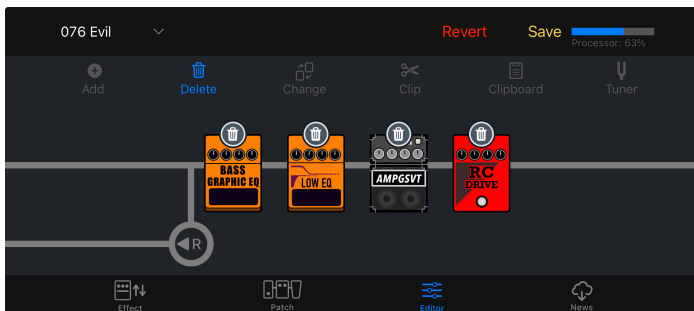 076 Evil
Revert
Save
Processor: 63%
Add
Delete
Change
Clip
Clipboard
Tuner
BASS
GRAPHIC EQ
LOW EQ
AMPGSVT
RC
DRIVE
R
Effect
Patch
Editor
News